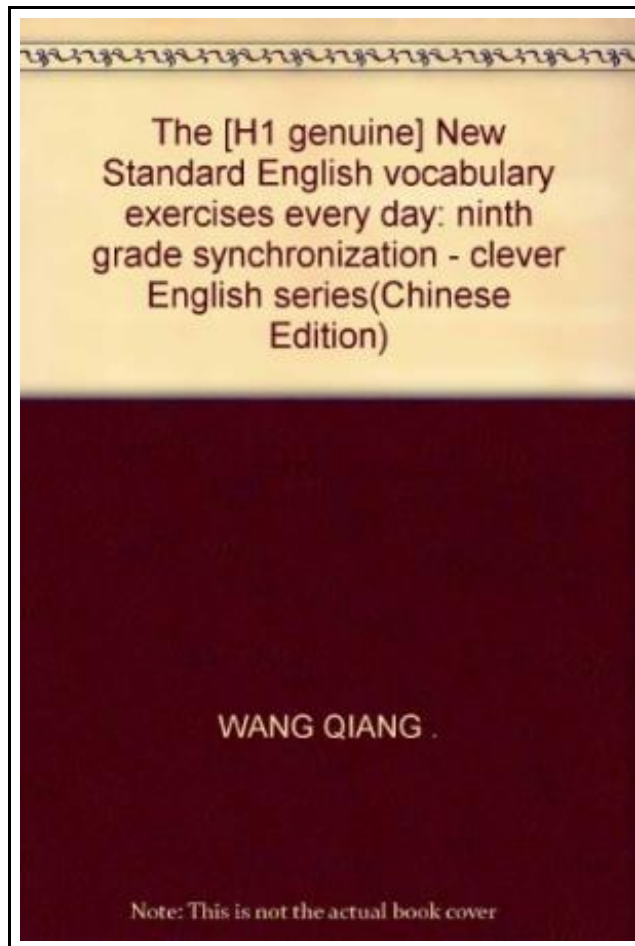 The [H1 genuine] New
Standard English vocabulary
exercises every day: ninth
grade synchronization - clever
English series(Chinese
Edition)
WANG QIANG .
Note: This is not the actual book cover